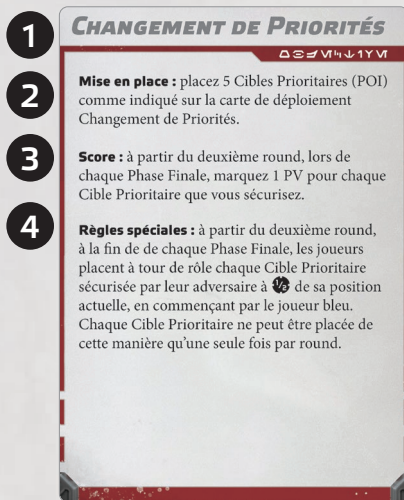 1
CHANGEMENT DE PRIORITÉS
2
Mise en place : placez 5 Cibles Prioritaires (POI)
comme indiqué sur la carte de déploiement
Changement de Priorités.
3
Score : à partir du deuxième round, lors de
chaque Phase Finale, marquez 1 PV pour chaque
Cible Prioritaire que vous sécurisez.
4
Règles spéciales : à partir du deuxième round,
à la fin de de chaque Phase Finale, les joueurs
placent à tour de rôle chaque Cible Prioritaire
sécurisée par leur adversaire à ½ de sa position
actuelle, en commençant par le joueur bleu.
Chaque Cible Prioritaire ne peut être placée de
cette manière qu'une seule fois par round.